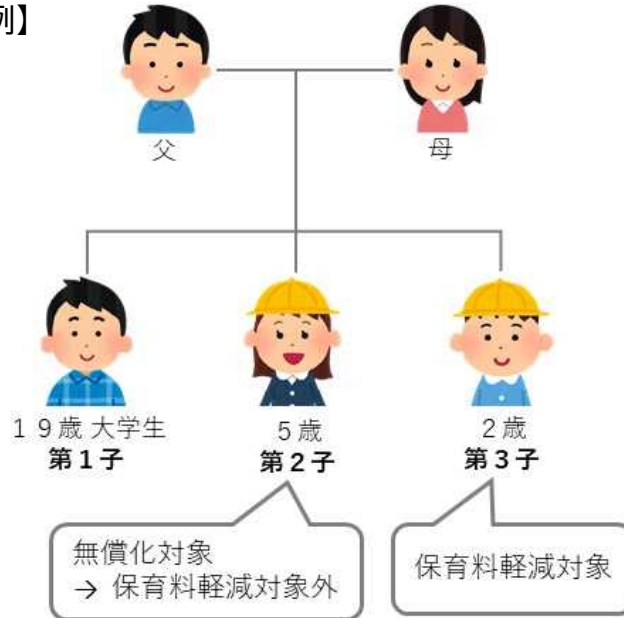 例】
父
母
19歳 大学生
第1子
5歳
第2子
2歳
第3子
無償化対象
→ 保育料軽減対象外
保育料軽減対象